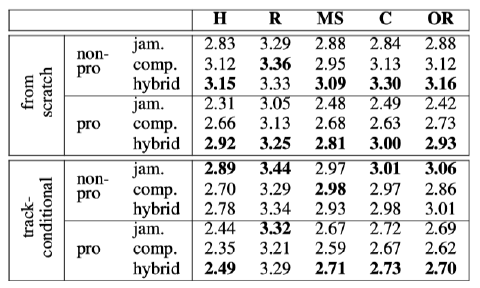 H R MS C OR
from scratch
non-pro
jam. 2.83 3.29 2.88 2.84 2.88
comp. 3.12 3.36 2.95 3.13 3.12
hybrid 3.15 3.33 3.09 3.30 3.16
pro
jam. 2.31 3.05 2.48 2.49 2.42
comp. 2.66 3.13 2.68 2.63 2.73
hybrid 2.92 3.25 2.81 3.00 2.93
track-conditional
non-pro
jam. 2.89 3.44 2.97 3.01 3.06
comp. 2.70 3.29 2.98 2.97 2.86
hybrid 2.78 3.34 2.93 2.98 3.01
pro
jam. 2.44 3.32 2.67 2.72 2.69
comp. 2.35 3.21 2.59 2.67 2.62
hybrid 2.49 3.29 2.71 2.73 2.70